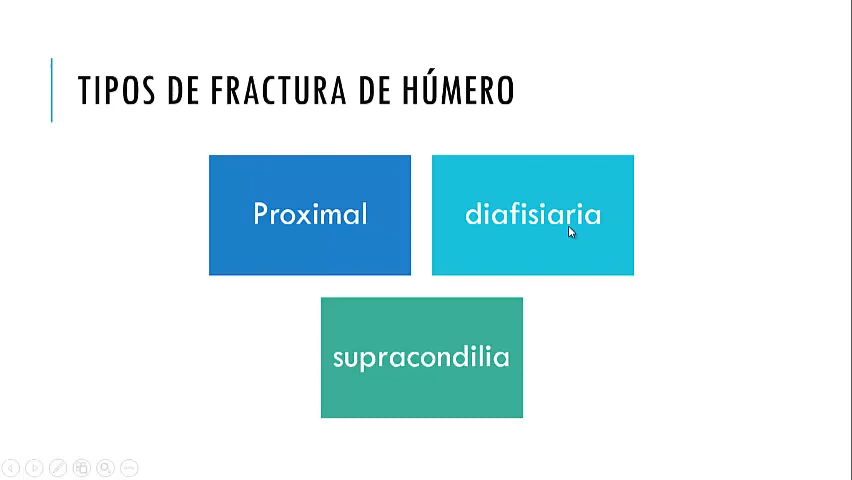 TIPOS DE FRACTURA DE HÚMERO
Proximal
diafisiaria
supracondilia